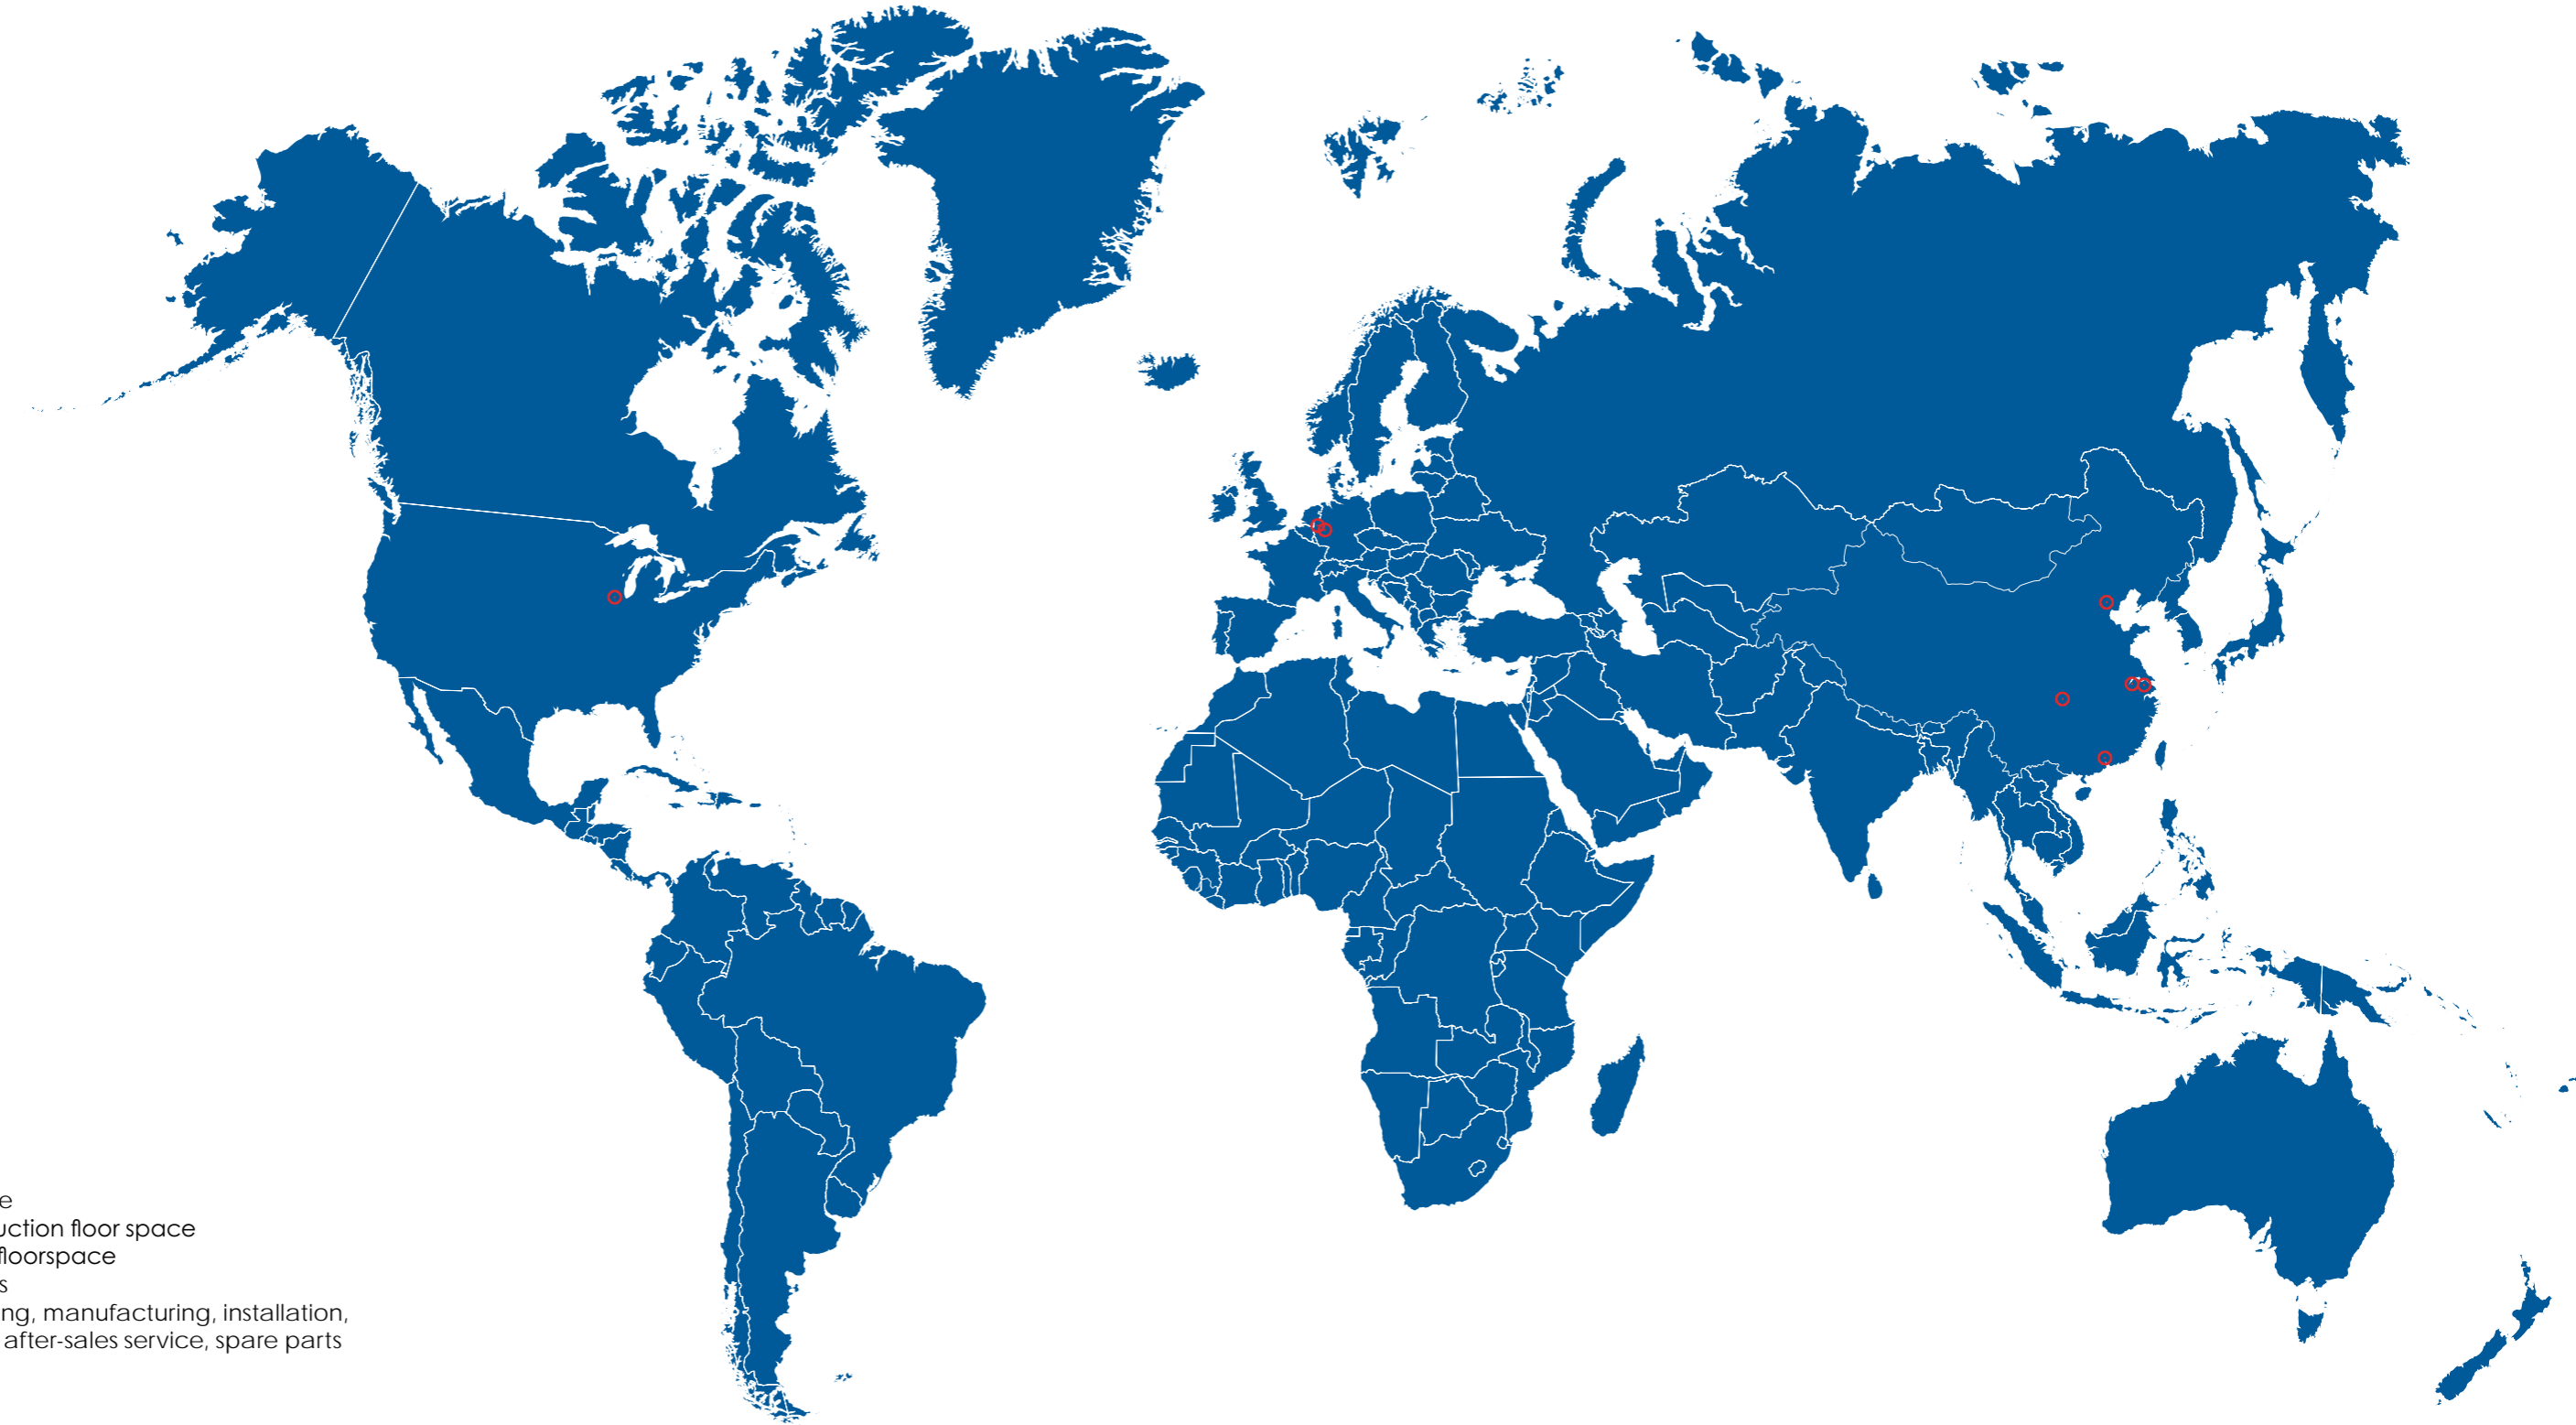 e
uction floor space
floorspace
s
ng, manufacturing, installation,
after-sales service, spare parts